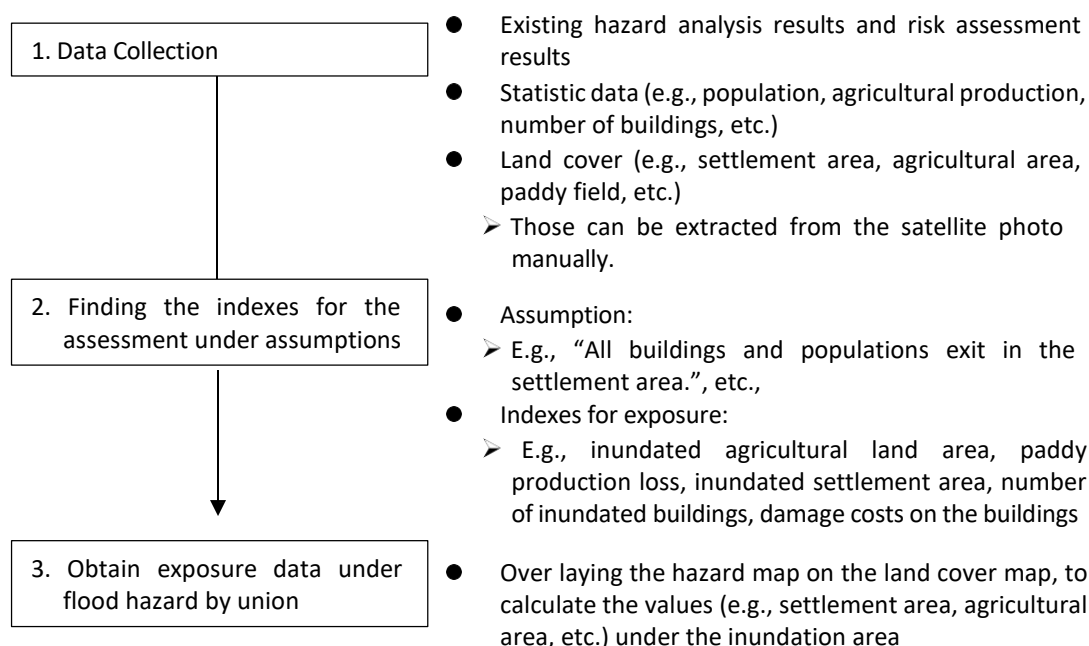 1. Data Collection
● Existing hazard analysis results and risk assessment
results
● Statistic data (e.g., population, agricultural production,
number of buildings, etc.)
● Land cover (e.g., settlement area, agricultural area,
paddy field, etc.)
➢ Those can be extracted from the satellite photo
manually.
2. Finding the indexes for the
assessment under assumptions
● Assumption:
➢ E.g., “All buildings and populations exit in the
settlement area.”, etc.,
● Indexes for exposure:
➢ E.g., inundated agricultural land area, paddy
production loss, inundated settlement area, number
of inundated buildings, damage costs on the buildings
3. Obtain exposure data under
flood hazard by union
● Over laying the hazard map on the land cover map, to
calculate the values (e.g., settlement area, agricultural
area, etc.) under the inundation area